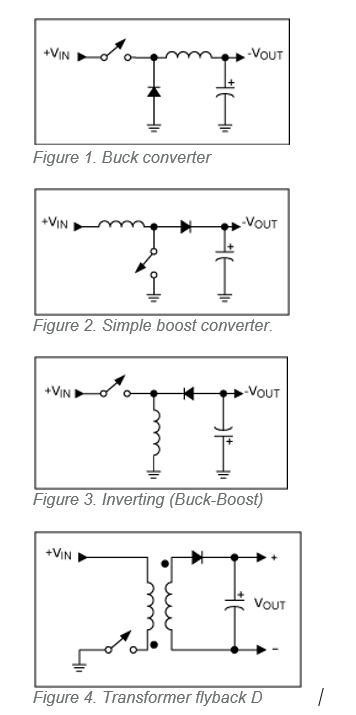 +VIN -VOUT
+
Figure 1. Buck converter
+VIN -VOUT
+
Figure 2. Simple boost converter.
+VIN -VOUT
+
Figure 3. Inverting (Buck-Boost)
+VIN +
+
VOUT
−
Figure 4. Transformer flyback D /